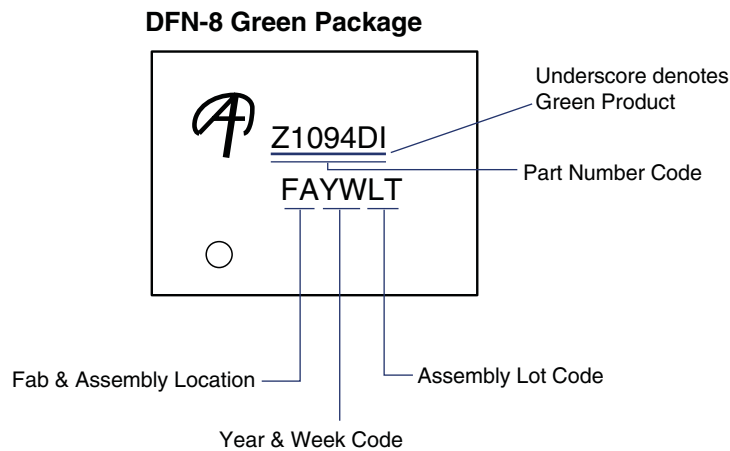 DFN-8 Green Package
Underscore denotes
Green Product
Z1094DI
Part Number Code
FAYWLT
Fab & Assembly Location
Assembly Lot Code
Year & Week Code